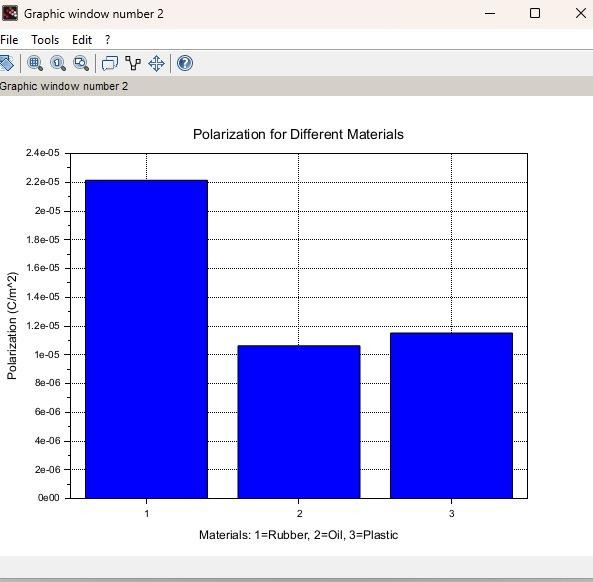 Graphic window number 2
File Tools Edit ?
Graphic window number 2
Polarization for Different Materials
2.4e-05
2.2e-05
2e-05
1.8e-05
1.6e-05
1.4e-05
1.2e-05
1e-05
8e-06
6e-06
4e-06
2e-06
0e00
Polarization (C/m^2)
1 2 3
Materials: 1=Rubber, 2=Oil, 3=Plastic